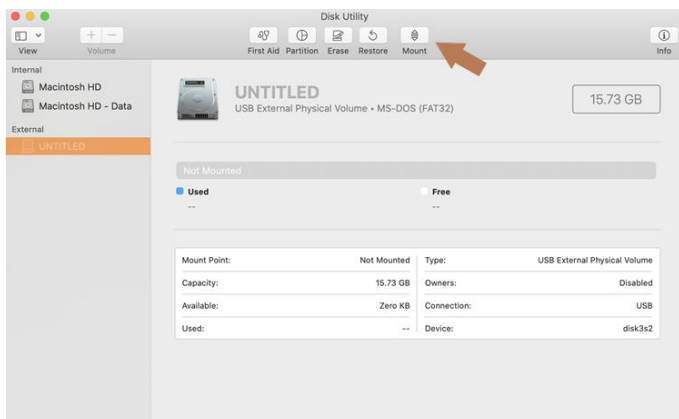 Disk Utility
View
Volume
First Aid Partition Erase Restore Mount
Info
Internal
Macintosh HD
Macintosh HD - Data
External
UNTITLED
UNTITLED
USB External Physical Volume • MS-DOS (FAT32)
15.73 GB
Not Mounted
Used
--
Free
--
Mount Point: Not Mounted
Type: USB External Physical Volume
Capacity: 15.73 GB
Owners: Disabled
Available: Zero KB
Connection: USB
Used: --
Device: disk3s2